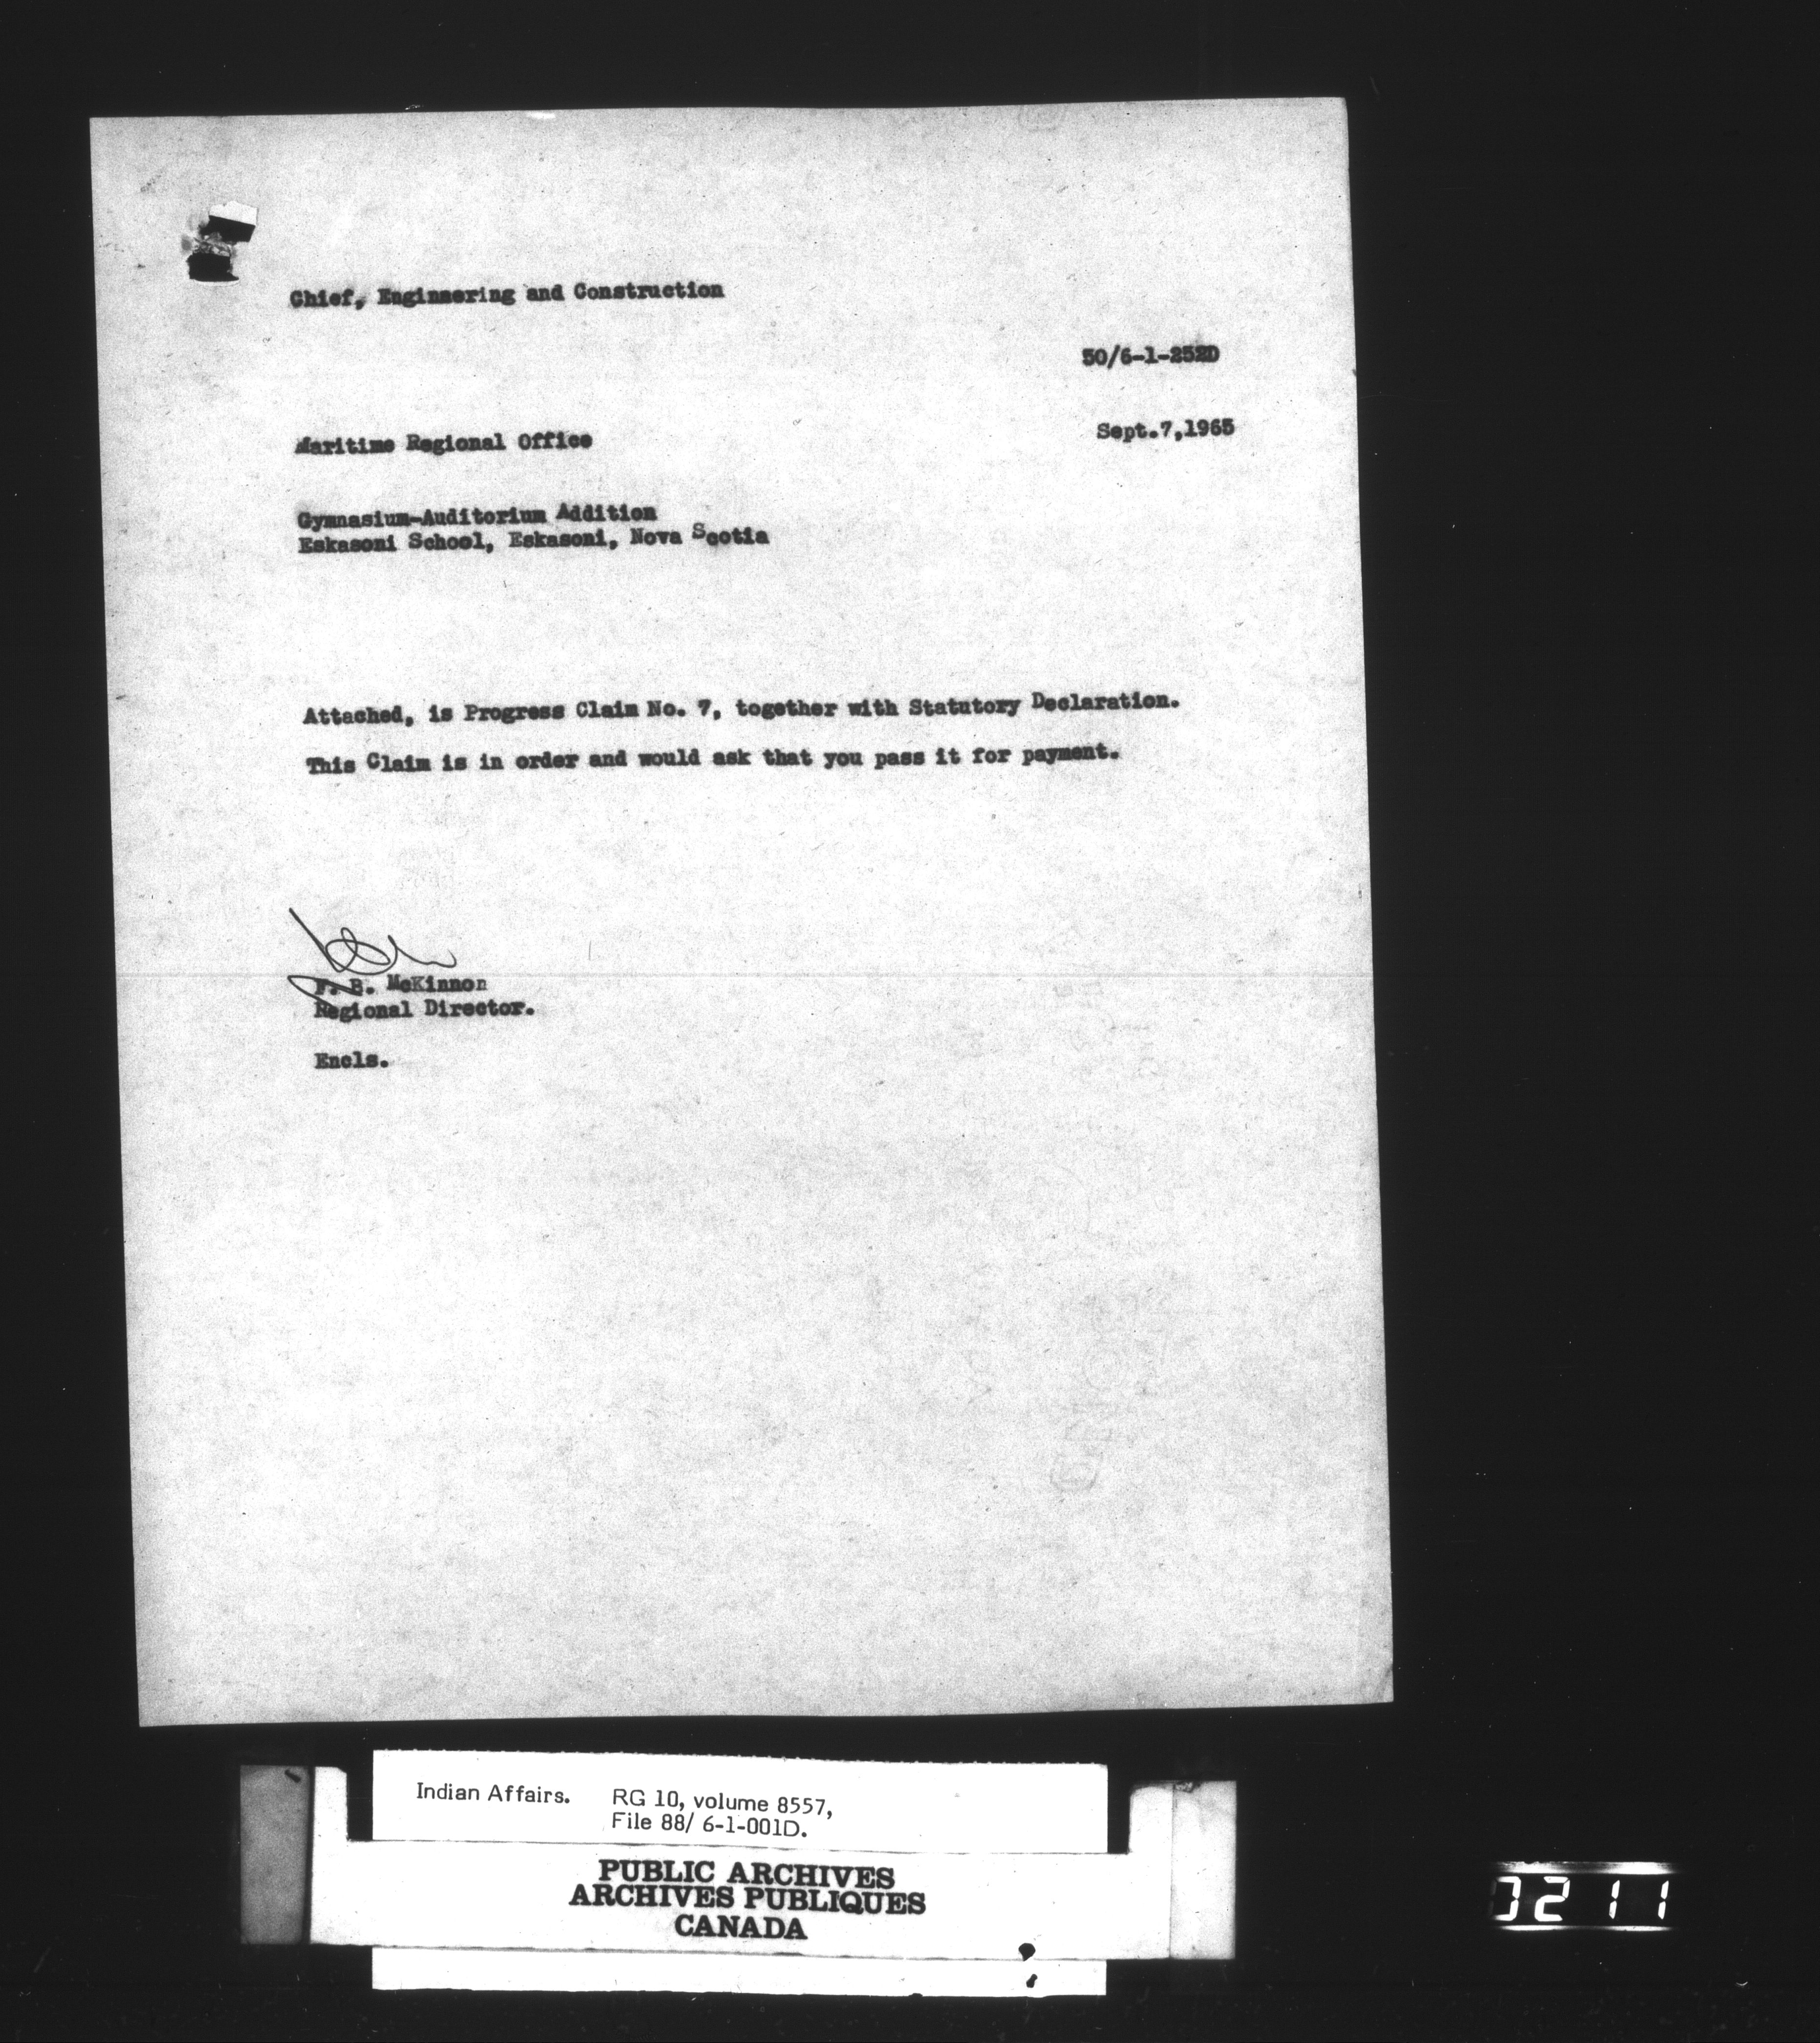 Chief, Engineering and Construction
50/6-1-252D
Sept.7,1965
Maritime Regional Office
Gymnasium-Auditorium Addition
Eskasoni School, Eskasoni, Nova Scotia
Attached, is Progress Claim No. 7, together with Statutory Declaration.
This Claim is in order and would ask that you pass it for payment.
F. B. McKinnon
Regional Director.
Encls.
Indian Affairs. RG 10, volume 8557,
File 88/ 6-1-001D.
PUBLIC ARCHIVES
ARCHIVES PUBLIQUES
CANADA
0211